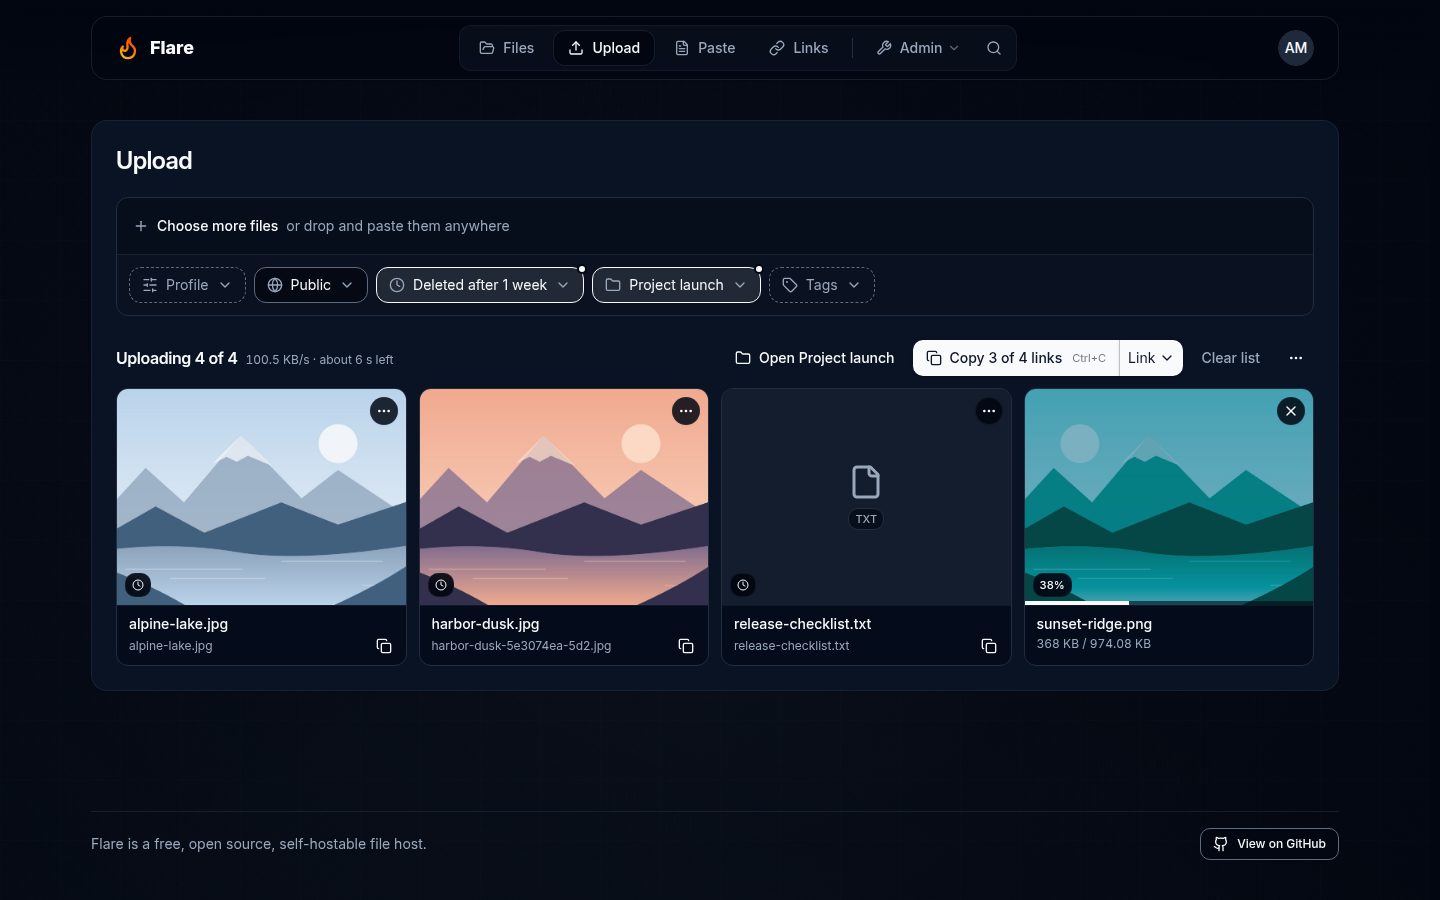 Flare
Files
Upload
Paste
Links
Admin
AM
Upload
Choose more files or drop and paste them anywhere
Profile
Public
Deleted after 1 week
Project launch
Tags
Uploading 4 of 4 100.5 KB/s · about 6 s left
Open Project launch
Copy 3 of 4 links Ctrl+C
Link
Clear list
TXT
38%
alpine-lake.jpg
alpine-lake.jpg
harbor-dusk.jpg
harbor-dusk-5e3074ea-5d2.jpg
release-checklist.txt
release-checklist.txt
sunset-ridge.png
368 KB / 974.08 KB
Flare is a free, open source, self-hostable file host.
View on GitHub